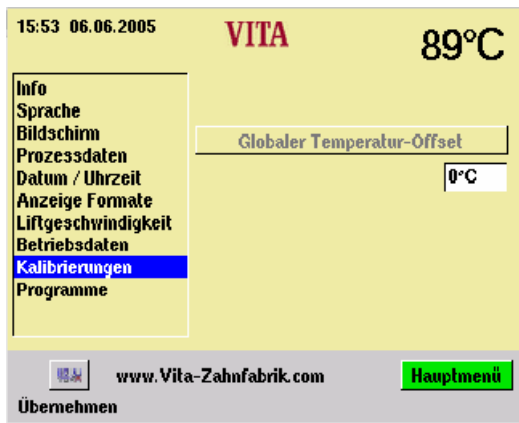 15:53 06.06.2005
VITA
89°C
Info
Sprache
Bildschirm
Prozessdaten
Datum / Uhrzeit
Anzeige Formate
Liftgeschwindigkeit
Betriebsdaten
Kalibrierungen
Programme
Globaler Temperatur-Offset
0°C
www.Vita-Zahnfabrik.com
Hauptmenü
Übernehmen